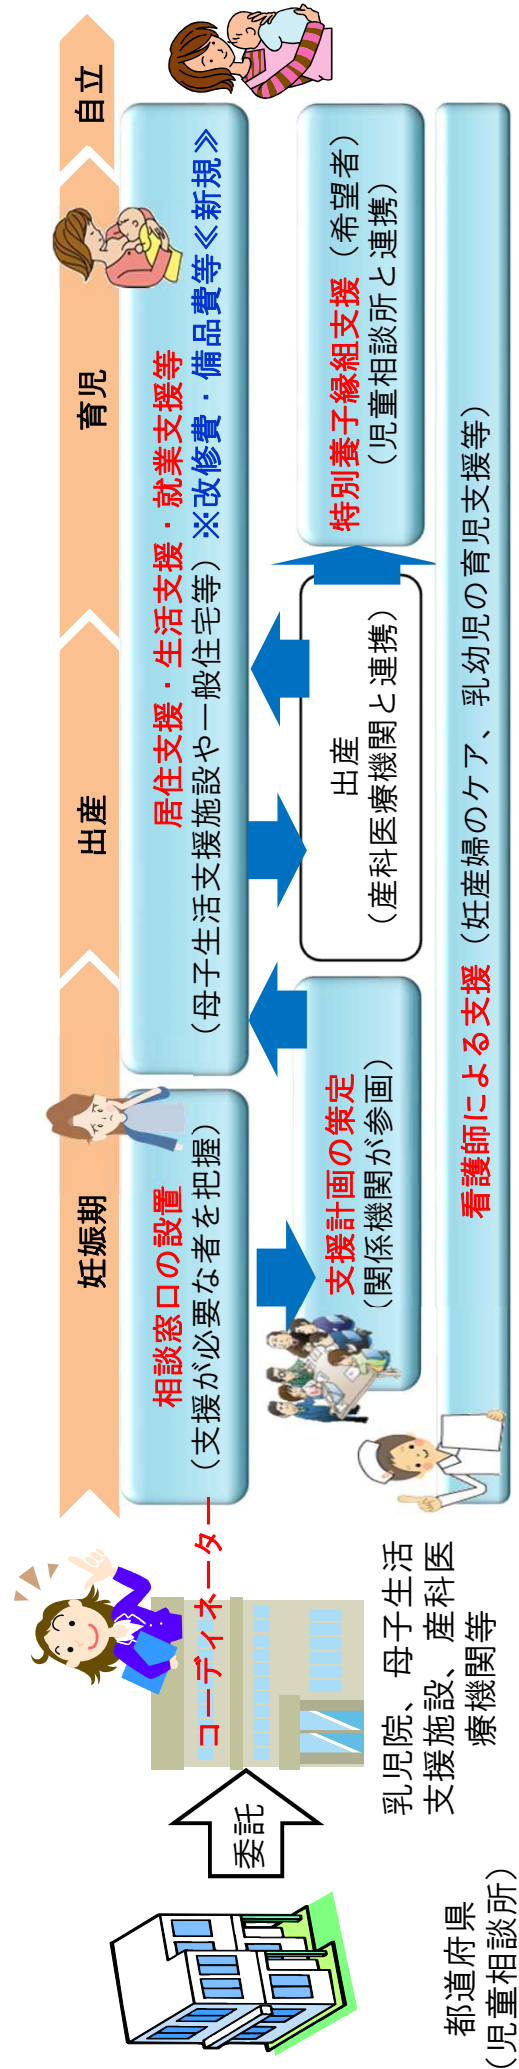 妊娠期
出産
育児
自立
都道府県
（児童相談所）
委託
コーディネーター
乳児院、母子生活
支援施設、産科医
療機関等
相談窓口の設置
（支援が必要な者を把握）
居住支援・生活支援・就業支援等
（母子生活支援施設や一般住宅等）※改修費・備品費等≪新規≫
支援計画の策定
（関係機関が参画）
出産
（産科医療機関と連携）
特別養子縁組支援（希望者）
（児童相談所と連携）
看護師による支援（妊産婦のケア、乳幼児の育児支援等）